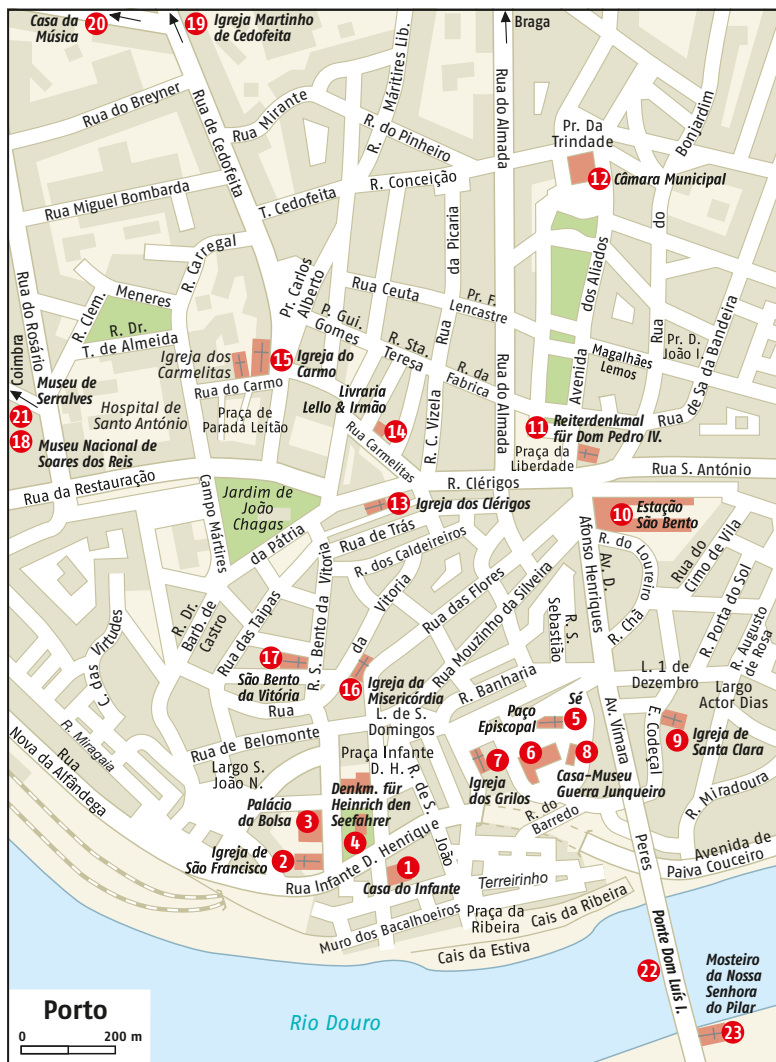 Casa da
Música
20
19
Igreja Martinho
de Cedofeita
Braga
Rua do Breyner
Rua de Cedofeita
Rua Mirante
R. Máritires Lib.
R. do Pinheiro
Rua do Almada
Pr. Da
Trindade
Bonjardim
12
Câmara Municipal
R. Conceição
T. Cedofeita
Rua Miguel Bombarda
R. Carregal
Rua do Rosário
R. Clem.
Meneres
R. Dr.
T. de Almeida
Pr. Carlos
Alberto
Rua Ceuta
P. Gui.
Gomes
Rua
da Picaria
Pr. F.
Lencastre
R. Sta.
Teresa
R. da
Fabrica
Rua do Almada
Avenida
dos Aliados
Rua
do
Magalhães
Lemos
Pr. D.
João I.
Rua de Sa da Bandeira
Coimbra
Museu de
Serralves
21
18
Museu Nacional de
Soares dos Reis
Hospital de
Santo António
Igreja dos
Carmelitas
15
Igreja do
Carmo
Rua do Carmo
Praça de
Parada Leitão
Livraria
Lello & Irmão
14
Rua Carmelitas
R. C. Vizela
11
Reiterdenkmal
für Dom Pedro IV.
Praça da
Liberdade
Rua S. António
R. Clérigos
Rua da Restauração
Campo Mártires
Jardim de
João
Chagas
da Pátria
13
Igreja dos Clérigos
Rua de Trás
R. dos Caldeireiros
10
Estação
São Bento
Av. D.
Afonso Henriques
R. do Loureiro
Rua do
Cimo de Vila
R. Chã
R. Porta do Sol
R. Augusto
de Rosa
C. das Virtudes
R. Dr.
Barb. de
Castro
Rua das Taipas
R. S. Bento da Vitoria
da
Vitoria
Rua das Flores
Rua Mouzinho da Silveira
R. S.
Sebastião
R. Banharia
17
São Bento
da Vitória
16
Igreja da
Misericórdia
Rua
Rua de Belomonte
L. de S.
Domingos
Sé
5
Paço
Episcopal
6
7
Igreja
dos Grilos
8
Casa-Museu
Guerra Junqueiro
L. 1 de
Dezembro
Largo
Actor Dias
9
Igreja de
Santa Clara
E. Codeçal
Av. Vímara
Peres
R. Miradoura
R. Miragaia
Rua
Nova da Alfândega
Largo S.
João N.
Praça Infante
D. H.
Palácio
da Bolsa
3
Denkm. für
Heinrich den
Seefahrer
4
R. de S.
João
R. do
Barredo
Igreja de
São Francisco
2
Rua Infante D. Henrique
1
Casa do Infante
Terreirinho
Avenida de
Paiva Couceiro
Praça da
Ribeira
Cais da Ribeira
Muro dos Bacalhoeiros
Cais da Estiva
Ponte Dom Luís I.
22
Mosteiro
da Nossa
Senhora
do Pilar
23
Rio Douro
Porto
0
200 m